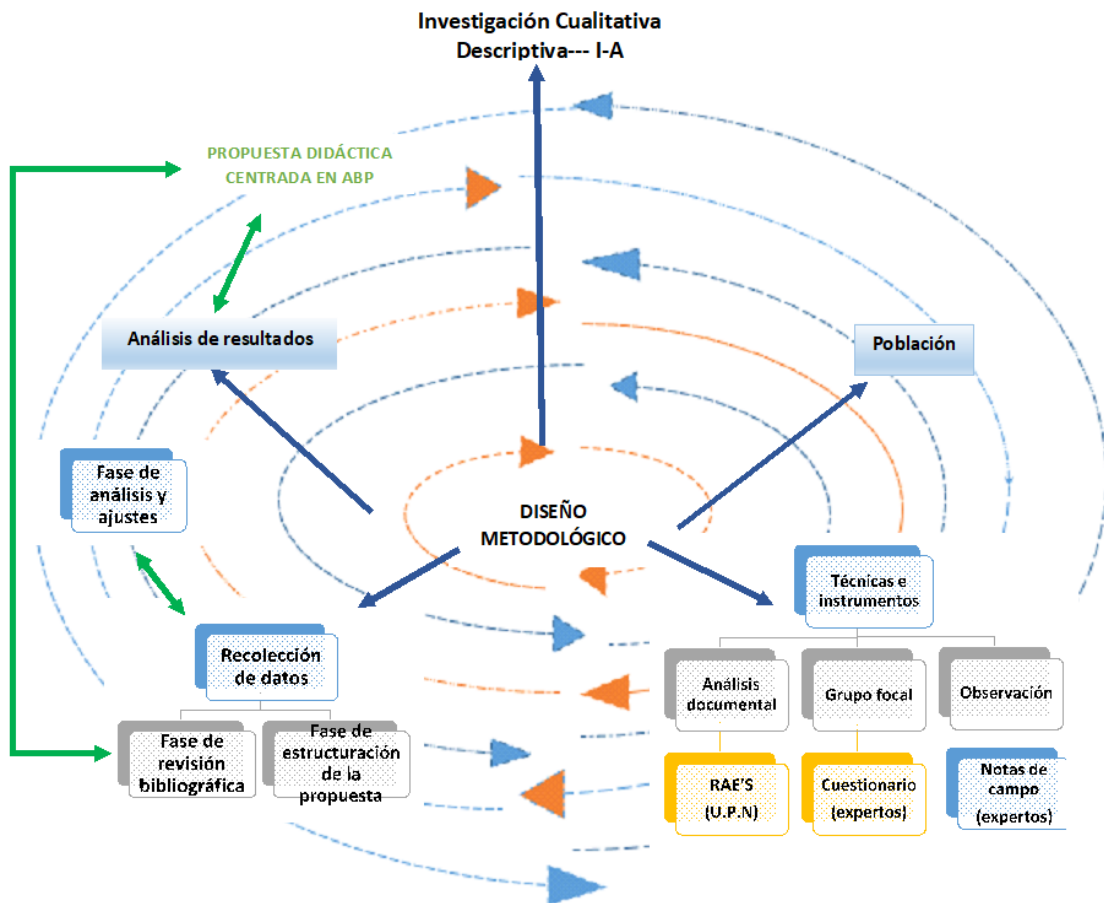 Investigación Cualitativa
Descriptiva--- I-A
PROPUESTA DIDÁCTICA
CENTRADA EN ABP
Análisis de resultados
Población
Fase de
análisis y
ajustes
DISEÑO
METODOLÓGICO
Técnicas e
instrumentos
Recolección
de datos
Análisis
documental
Grupo focal
Observación
Fase de
revisión
bibliográfica
Fase de
estructuración
de la
propuesta
RAE'S
(U.P.N)
Cuestionario
(expertos)
Notas de
campo
(expertos)